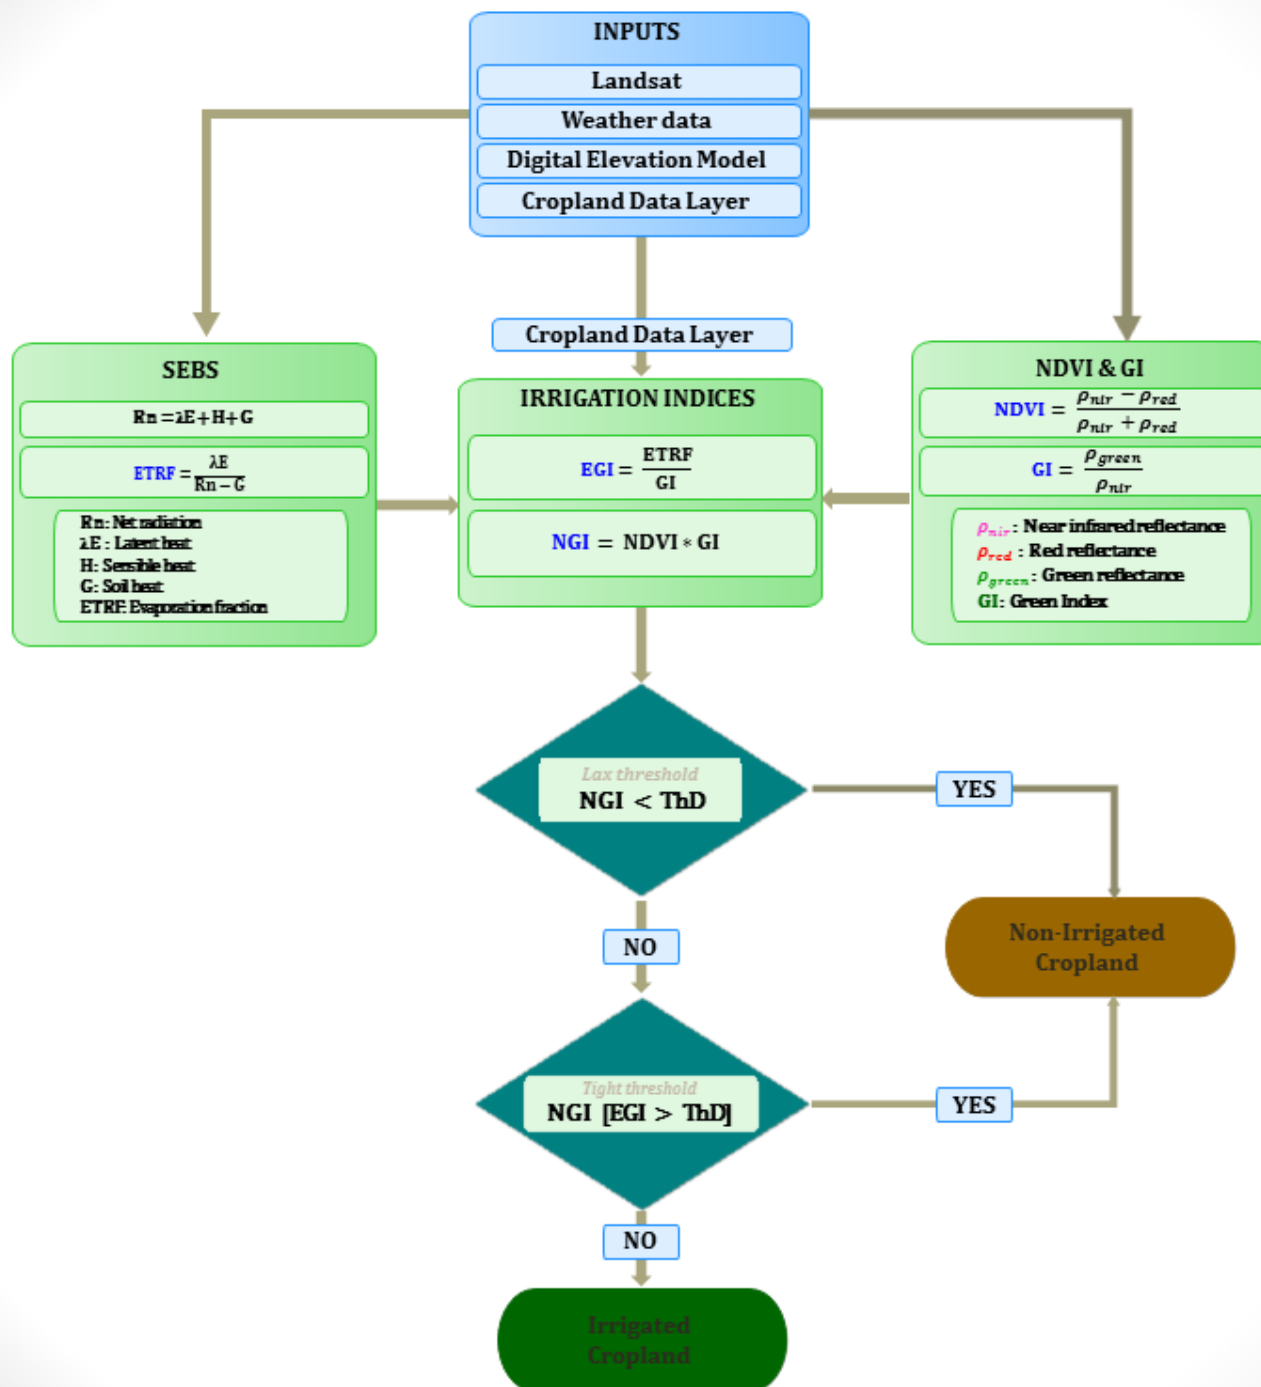 INPUTS
Landsat
Weather data
Digital Elevation Model
Cropland Data Layer
Cropland Data Layer
SEBS
Rn = λE + H + G
ETRF = λE / Rn − G
Rn: Net radiation
λE : Latent heat
H: Sensible heat
G: Soil heat
ETRF: Evaporation fraction
IRRIGATION INDICES
EGI = ETRF / GI
NGI = NDVI * GI
NDVI & GI
NDVI = ρnir − ρred / ρnir + ρred
GI = ρgreen / ρnir
ρnir : Near infrared reflectance
ρred : Red reflectance
ρgreen : Green reflectance
GI : Green Index
Lax threshold
NGI < ThD
YES
NO
Non-Irrigated
Cropland
Tight threshold
NGI [EGI > ThD]
YES
NO
Irrigated
Cropland